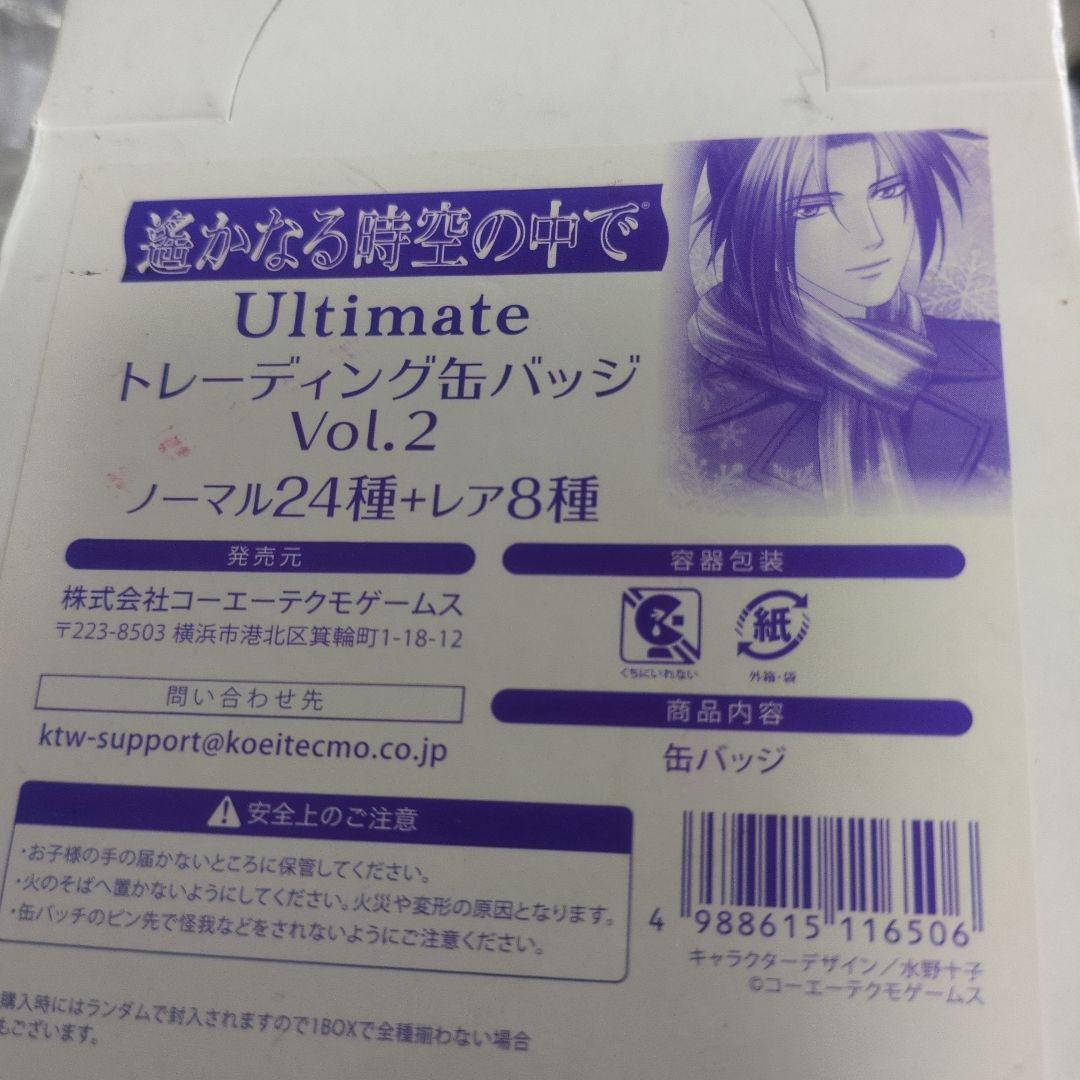 遙かなる時空の中で®
Ultimate
トレーディング缶バッジ
Vol.2
ノーマル24種+レア8種
発売元
株式会社コーエーテクモゲームス
〒223-8503 横浜市港北区箕輪町1-18-12
問い合わせ先
ktw-support@koeitecmo.co.jp
容器包装
くちにいれない
紙
外箱・袋
商品内容
缶バッジ
安全上のご注意
・お子様の手の届かないところに保管してください。
・火のそばへ置かないようにしてください。火災や変形の原因となります。
・缶バッチのピン先で怪我などをされないようにご注意ください。
4 988615 116506
キャラクターデザイン／水野十子
©コーエーテクモゲームス
購入時にはランダムで封入されますので1BOXで全種揃わない場合
もございます。